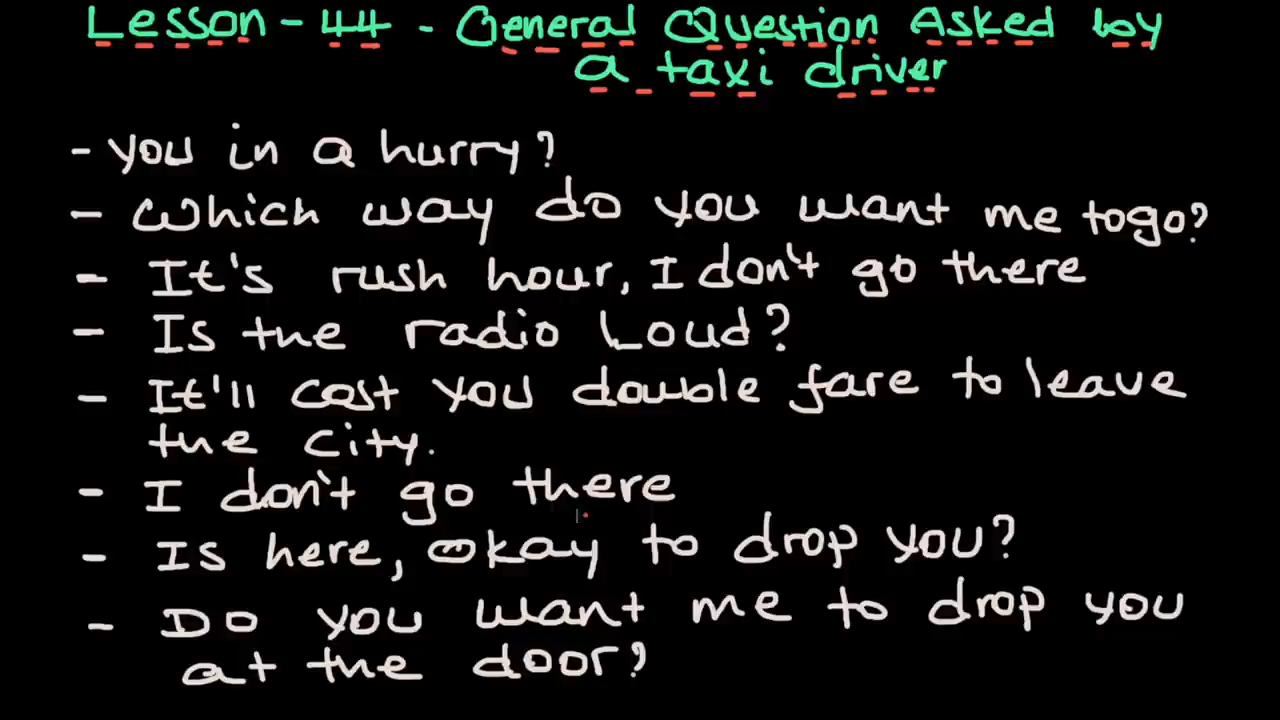 Lesson - 44 - General Question Asked by
a taxi driver
- You in a hurry?
- Which way do you want me to go?
- It's rush hour, I don't go there
- Is the radio Loud?
- It'll cost you double fare to leave
the city.
- I don't go there
- Is here, okay to drop you?
- Do you want me to drop you
at the door?